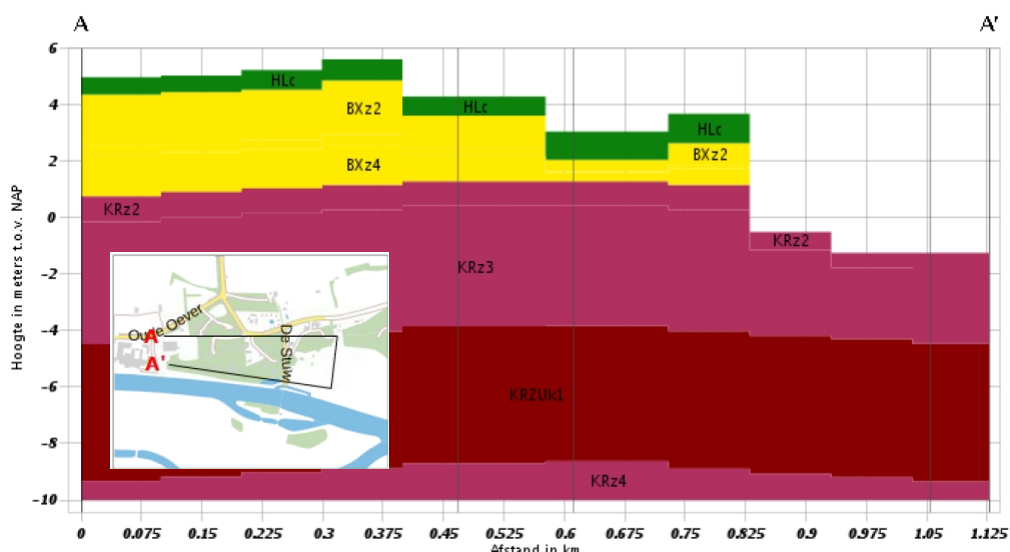 A A'
Hoogte in meters t.o.v. NAP
6
4
2
0
-2
-4
-6
-8
-10
HLc
BXz2
BXz4
HLc
HLc
BXz2
KRz2
KRz2
KRz3
KRZUk1
KRz4
Oude Oever
De Stuw
A
A'
0 0.075 0.15 0.225 0.3 0.375 0.45 0.525 0.6 0.675 0.75 0.825 0.9 0.975 1.05 1.125
Afstand in km